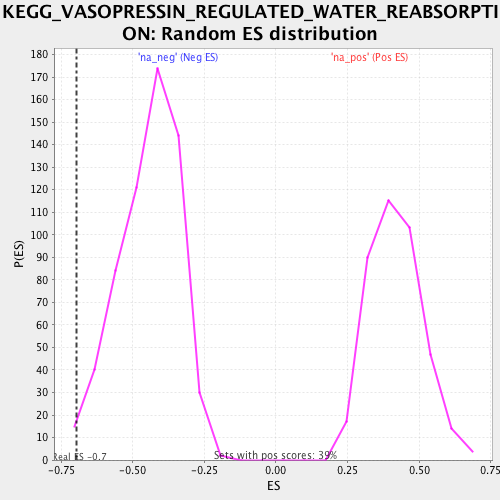 KEGG_VASOPRESSIN_REGULATED_WATER_REABSORPTI
ON: Random ES distribution
'na_neg' (Neg ES)
'na_pos' (Pos ES)
180
170
160
150
140
130
120
110
100
90
80
70
60
50
40
30
20
10
0
P(ES)
Real ES -0.7
Sets with pos scores: 39%
-0.75 -0.50 -0.25 0.00 0.25 0.50 0.75
ES